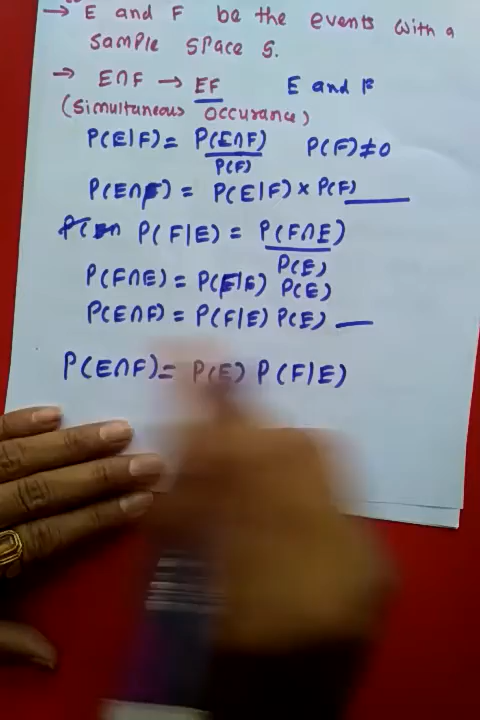 → E and F be the events with a
sample space S.
→ E∩F → EF E and F
(Simultaneous occurance)
P(E|F) = P(E∩F)/P(F) P(F)≠0
P(E∩F) = P(E|F) × P(F)
P(F|E) = P(F∩E)/P(E)
P(F∩E) = P(F|E) P(E)
P(E∩F) = P(F|E) P(E)
P(E∩F) = P(E) P(F|E)